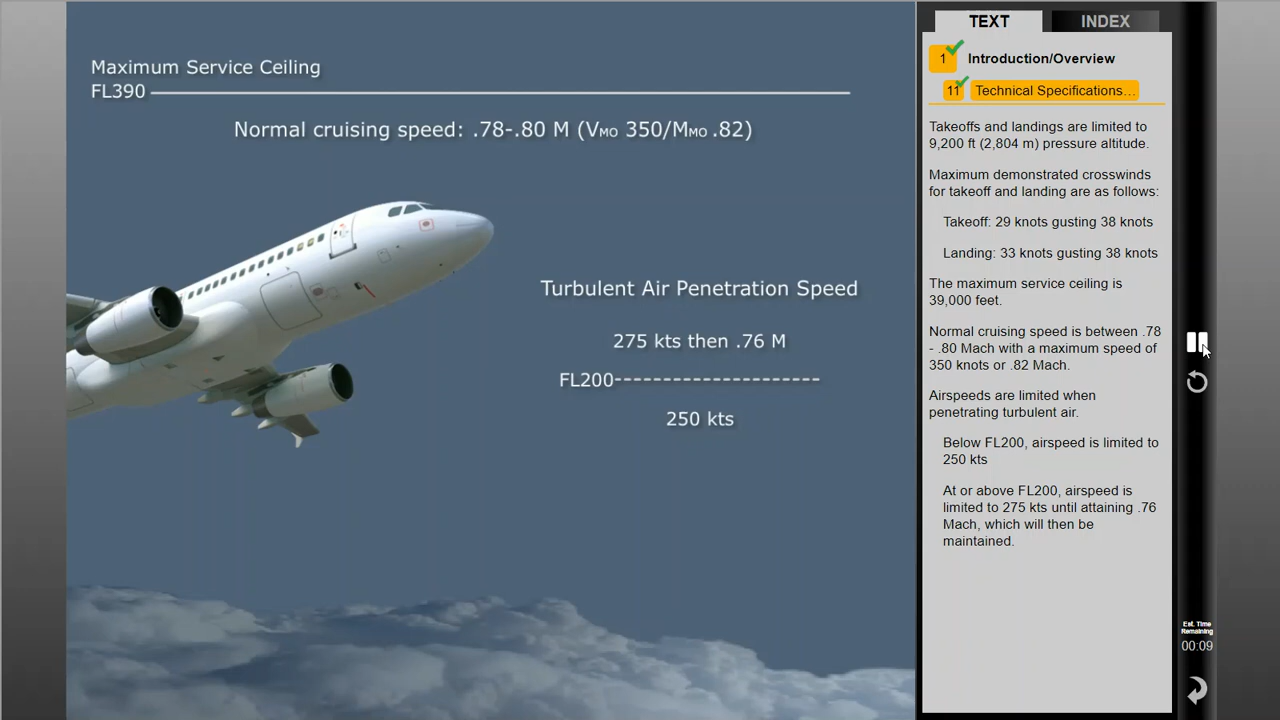 Maximum Service Ceiling
FL390
Normal cruising speed: .78-.80 M (VMO 350/MMO .82)
Turbulent Air Penetration Speed
275 kts then .76 M
FL200---------------------
250 kts
TEXT
INDEX
1 Introduction/Overview
11 Technical Specifications...
Takeoffs and landings are limited to
9,200 ft (2,804 m) pressure altitude.
Maximum demonstrated crosswinds
for takeoff and landing are as follows:
Takeoff: 29 knots gusting 38 knots
Landing: 33 knots gusting 38 knots
The maximum service ceiling is
39,000 feet.
Normal cruising speed is between .78
- .80 Mach with a maximum speed of
350 knots or .82 Mach.
Airspeeds are limited when
penetrating turbulent air.
Below FL200, airspeed is limited to
250 kts
At or above FL200, airspeed is
limited to 275 kts until attaining .76
Mach, which will then be
maintained.
Est. Time
Remaining
00:09